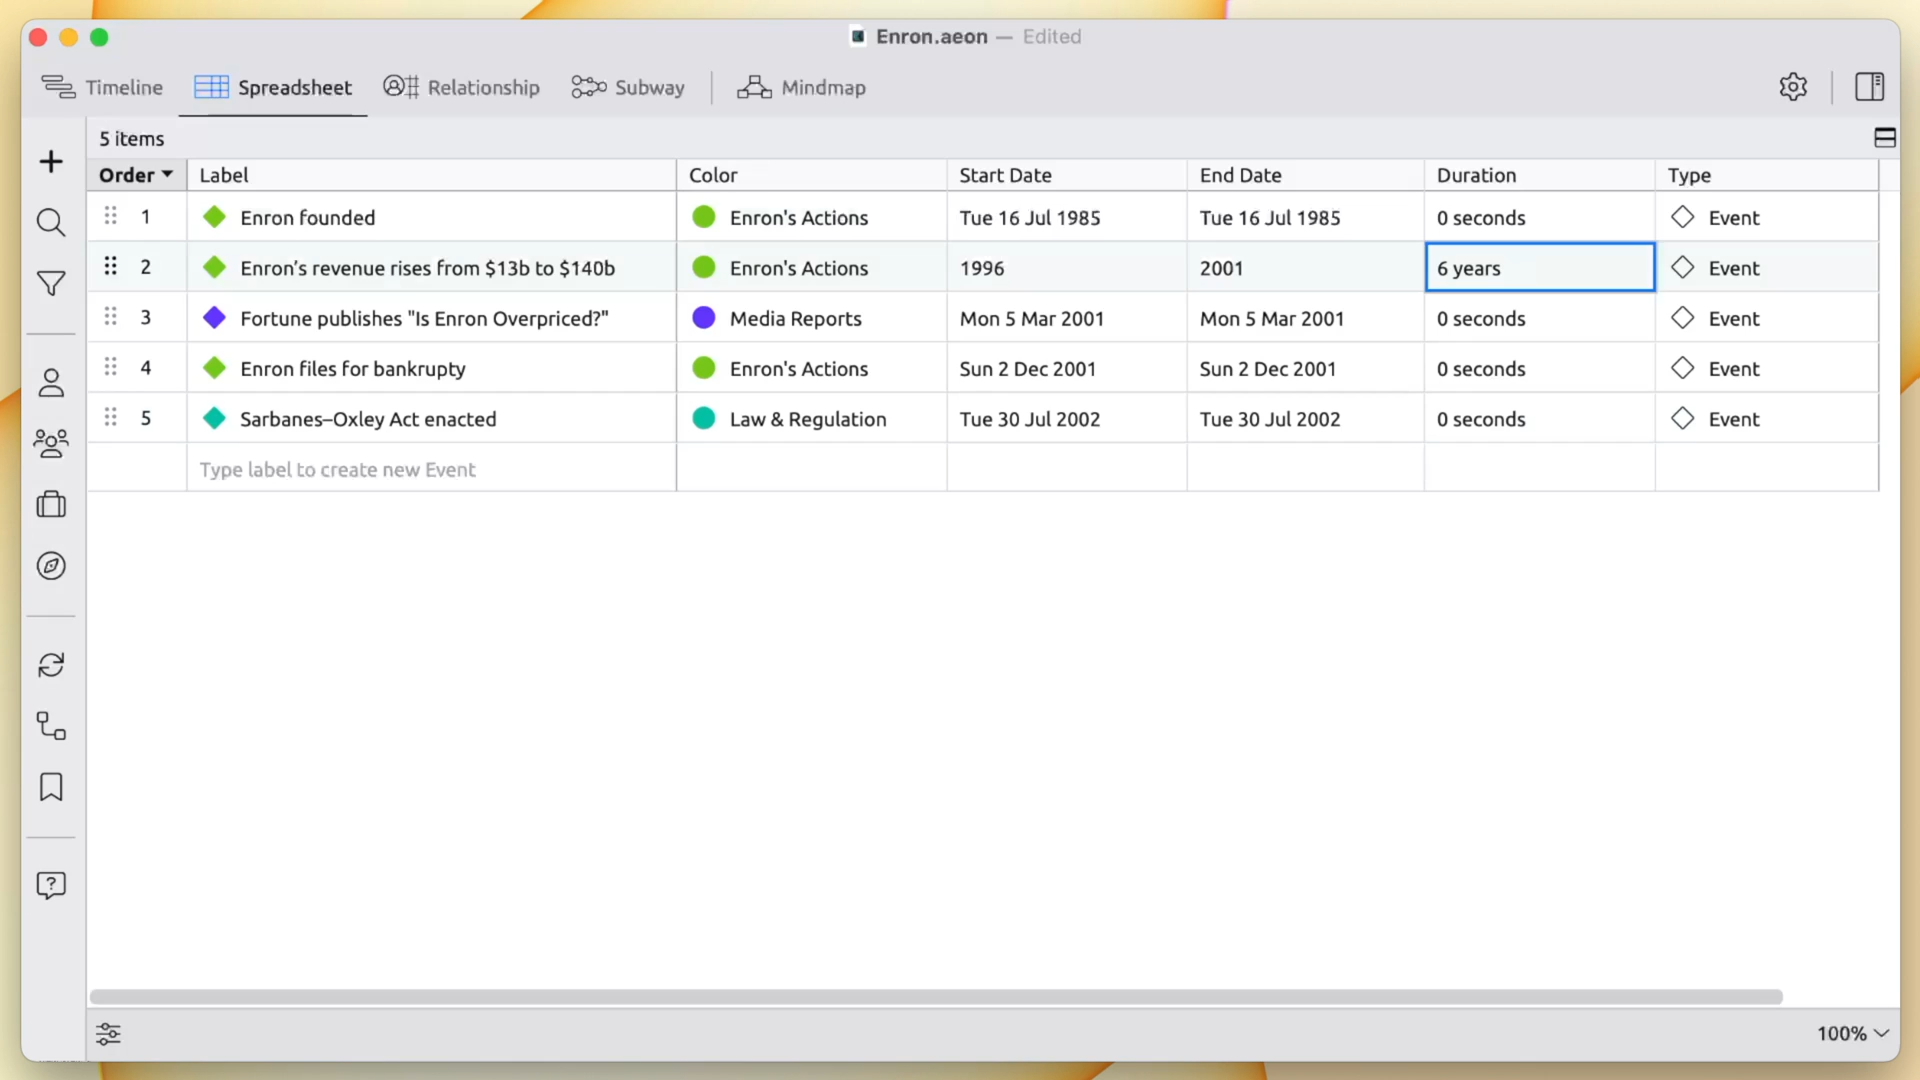 Enron.aeon — Edited
Timeline Spreadsheet Relationship Subway Mindmap
5 items
Order Label Color Start Date End Date Duration Type
1 Enron founded Enron's Actions Tue 16 Jul 1985 Tue 16 Jul 1985 0 seconds Event
2 Enron’s revenue rises from $13b to $140b Enron's Actions 1996 2001 6 years Event
3 Fortune publishes "Is Enron Overpriced?" Media Reports Mon 5 Mar 2001 Mon 5 Mar 2001 0 seconds Event
4 Enron files for bankrupty Enron's Actions Sun 2 Dec 2001 Sun 2 Dec 2001 0 seconds Event
5 Sarbanes–Oxley Act enacted Law & Regulation Tue 30 Jul 2002 Tue 30 Jul 2002 0 seconds Event
Type label to create new Event
100%